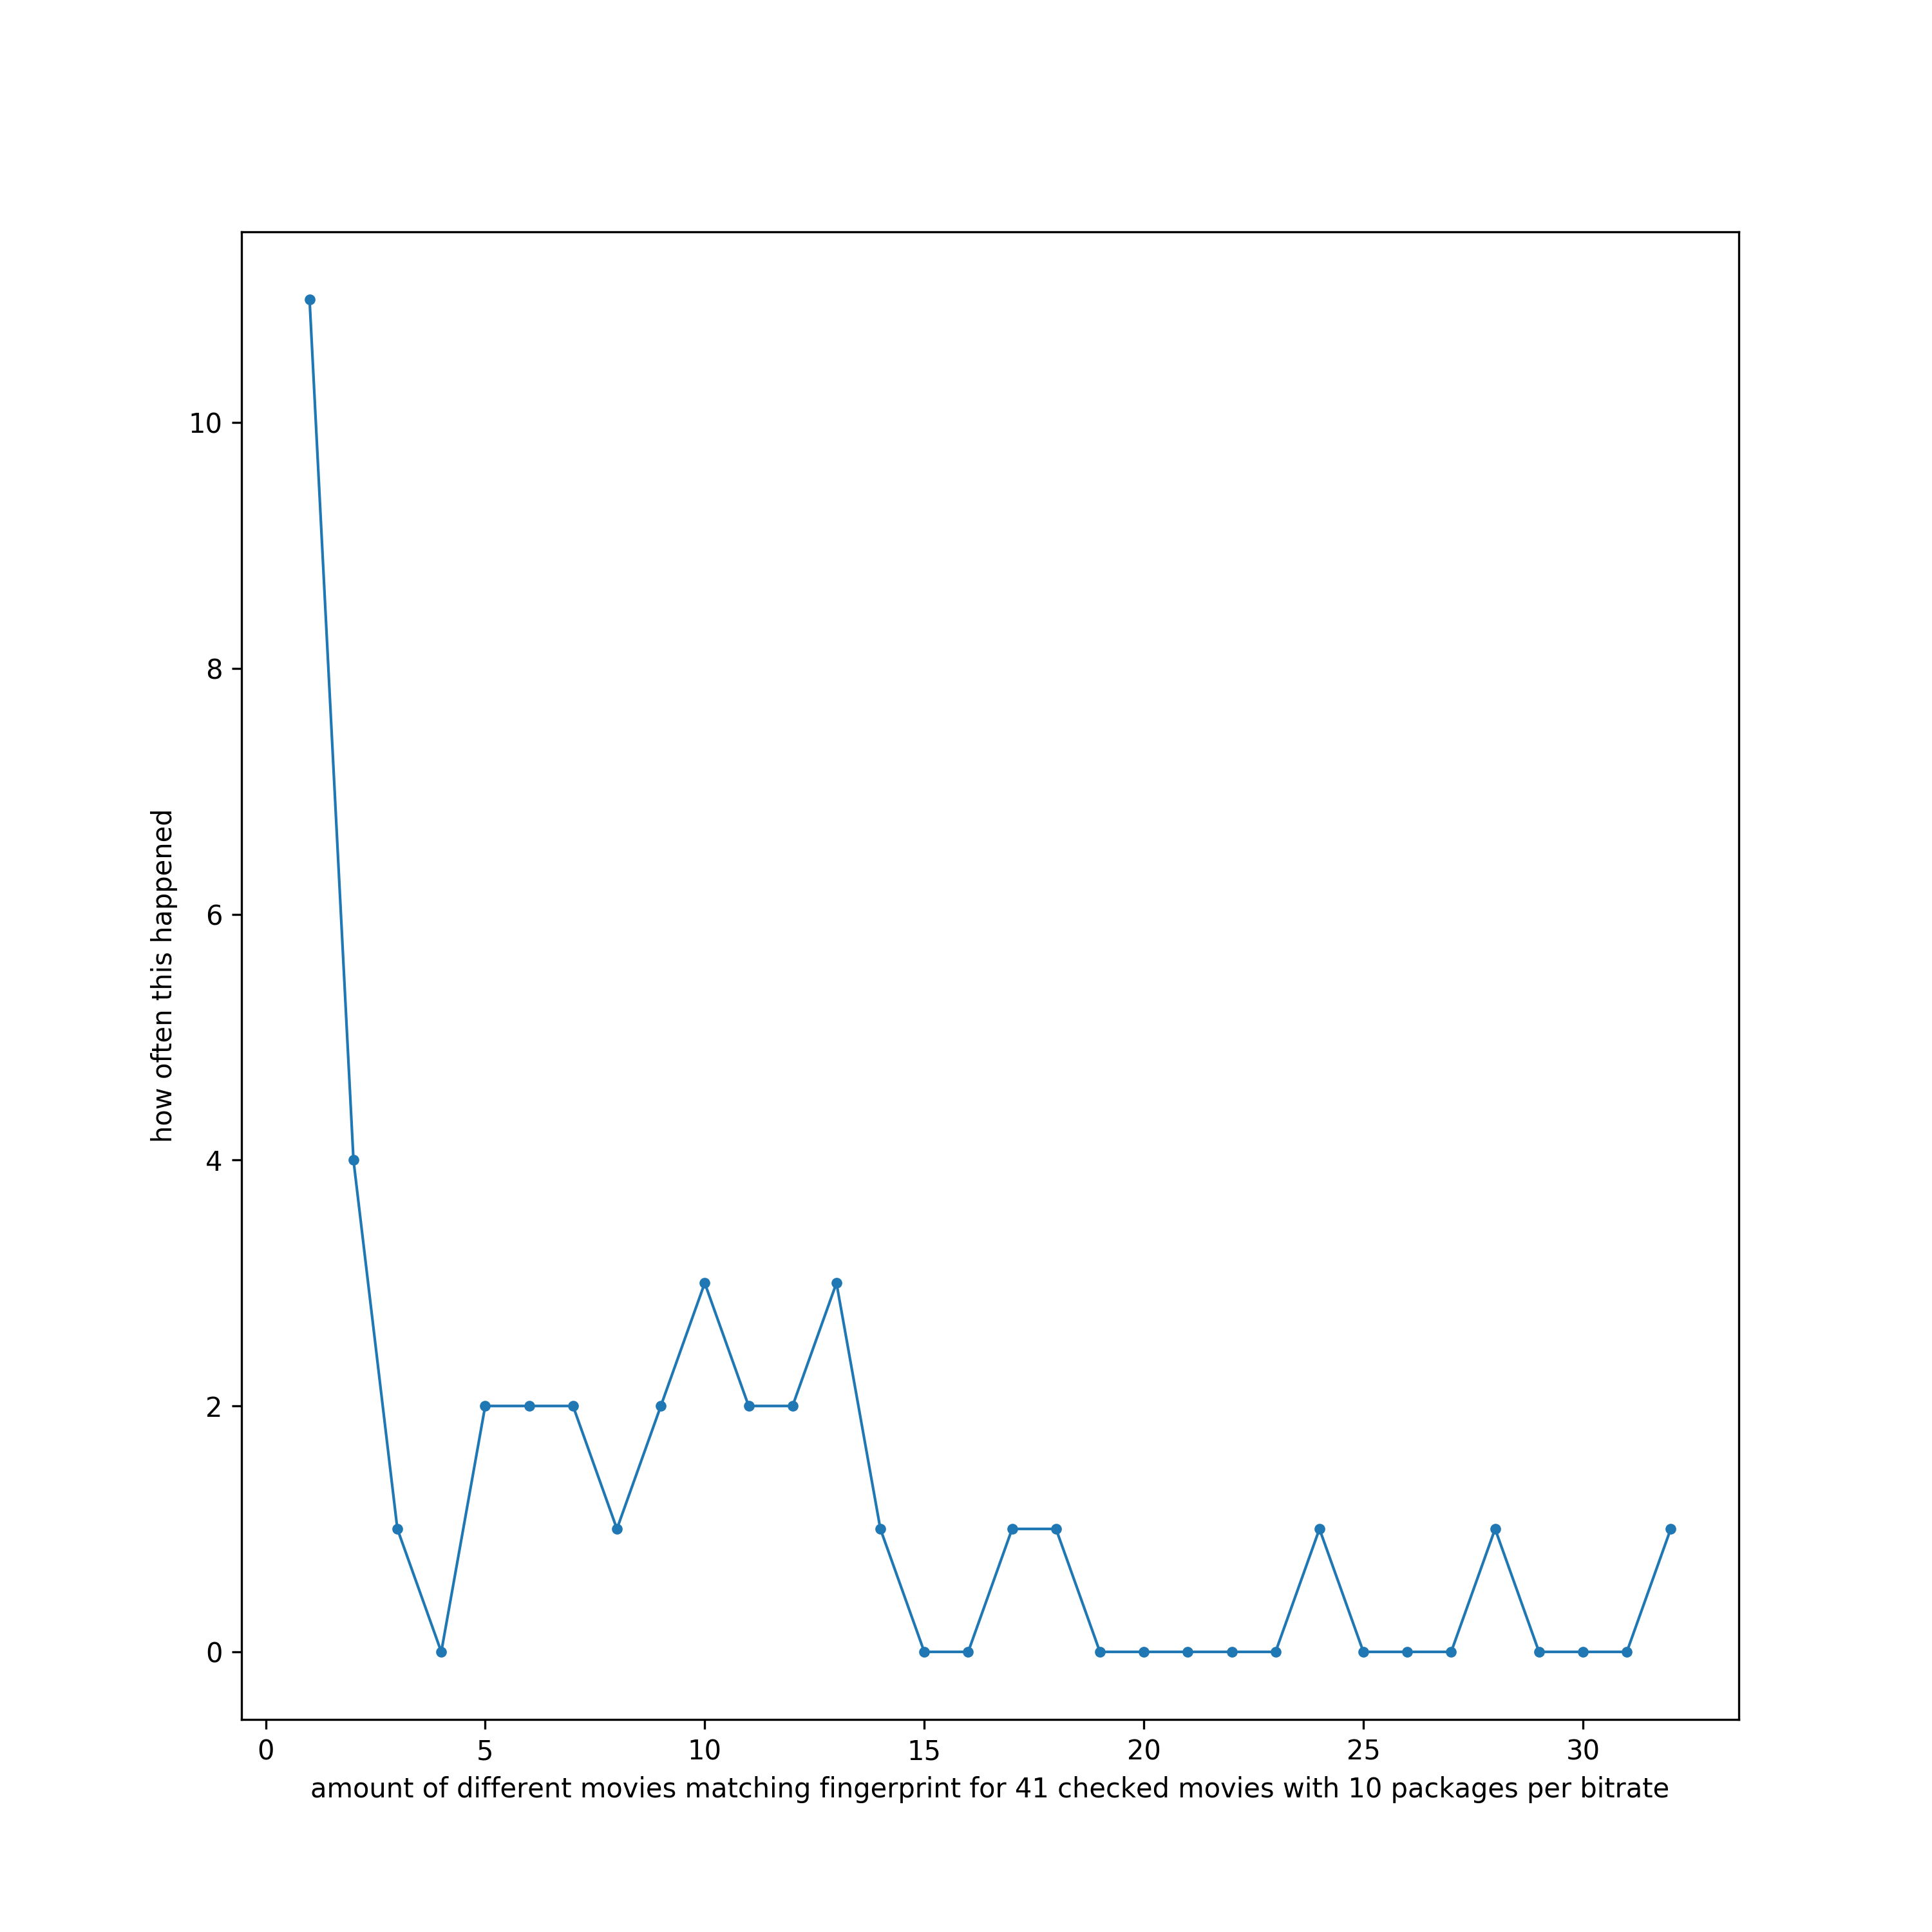 10
8
6
4
2
0
how often this happened
0 5 10 15 20 25 30
amount of different movies matching fingerprint for 41 checked movies with 10 packages per bitrate